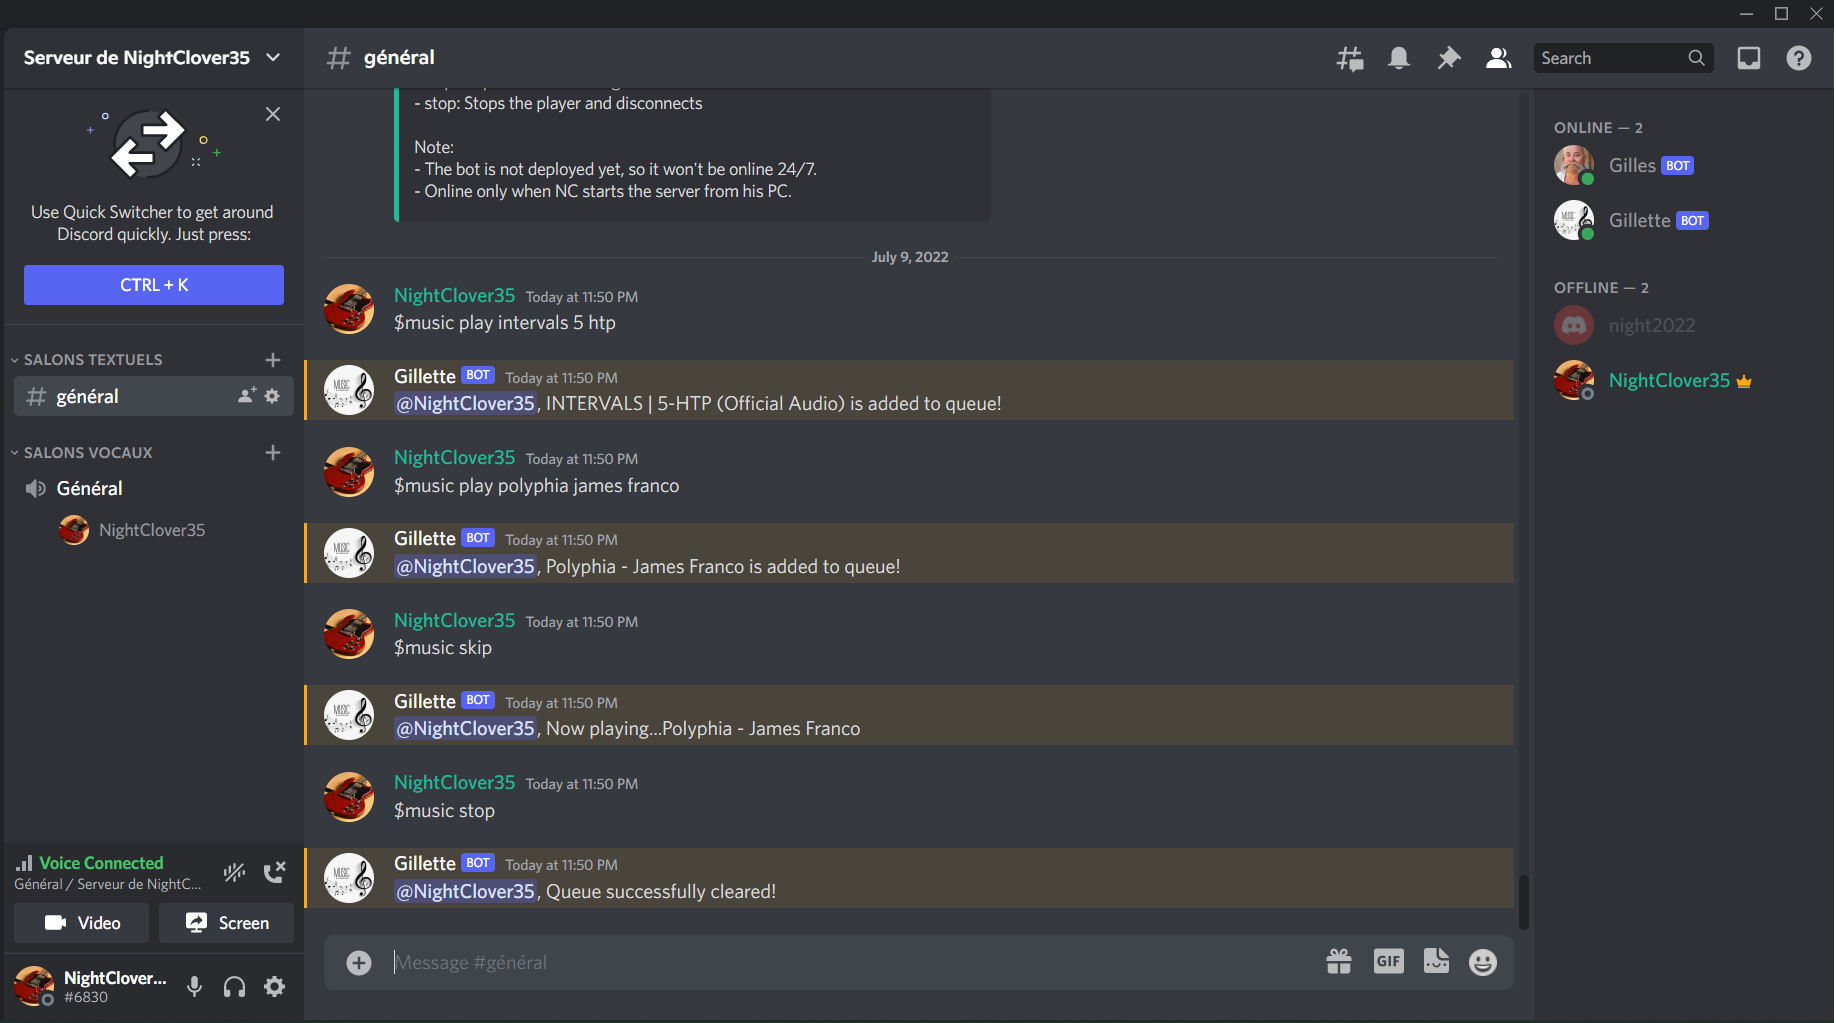 Serveur de NightClover35
Use Quick Switcher to get around
Discord quickly. Just press:
CTRL + K
SALONS TEXTUELS
général
SALONS VOCAUX
Général
NightClover35
Voice Connected
Général / Serveur de NightC...
Video
Screen
NightClover...
#6830
général
Search
- stop: Stops the player and disconnects
Note:
- The bot is not deployed yet, so it won't be online 24/7.
- Online only when NC starts the server from his PC.
July 9, 2022
NightClover35 Today at 11:50 PM
$music play intervals 5 htp
Gillette BOT Today at 11:50 PM
@NightClover35, INTERVALS | 5-HTP (Official Audio) is added to queue!
NightClover35 Today at 11:50 PM
$music play polyphia james franco
Gillette BOT Today at 11:50 PM
@NightClover35, Polyphia - James Franco is added to queue!
NightClover35 Today at 11:50 PM
$music skip
Gillette BOT Today at 11:50 PM
@NightClover35, Now playing...Polyphia - James Franco
NightClover35 Today at 11:50 PM
$music stop
Gillette BOT Today at 11:50 PM
@NightClover35, Queue successfully cleared!
Message #général
GIF
ONLINE — 2
Gilles BOT
Gillette BOT
OFFLINE — 2
night2022
NightClover35